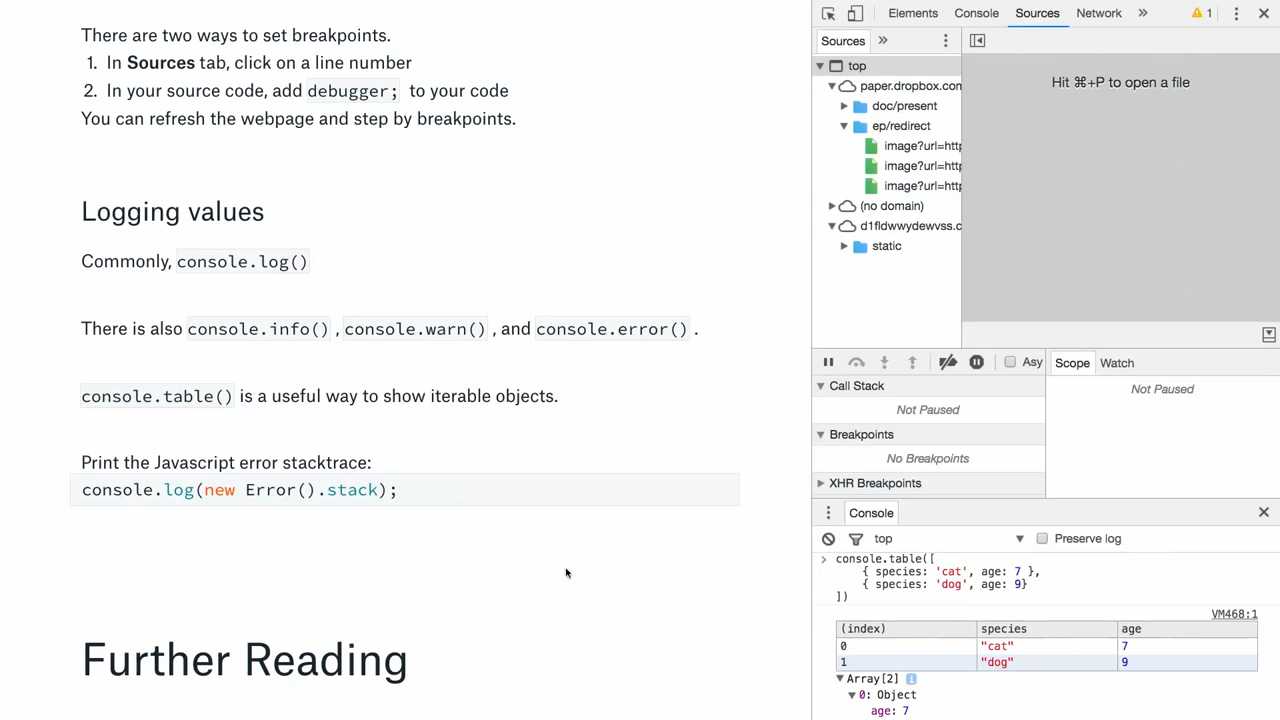 There are two ways to set breakpoints.
1. In Sources tab, click on a line number
2. In your source code, add debugger; to your code
You can refresh the webpage and step by breakpoints.
Logging values
Commonly, console.log()
There is also console.info() , console.warn() , and console.error() .
console.table() is a useful way to show iterable objects.
Print the Javascript error stacktrace:
console.log(new Error().stack);
Further Reading
Elements Console Sources Network » 1
Sources »
top
paper.dropbox.con
doc/present
ep/redirect
image?url=http
image?url=http
image?url=http
(no domain)
d1fldwwydewvss.c
static
Hit ⌘+P to open a file
Asy
Call Stack
Not Paused
Breakpoints
No Breakpoints
XHR Breakpoints
Scope Watch
Not Paused
Console
top Preserve log
console.table([
{ species: 'cat', age: 7 },
{ species: 'dog', age: 9}
])
VM468:1
(index) species age
0 "cat" 7
1 "dog" 9
Array[2] i
0: Object
age: 7